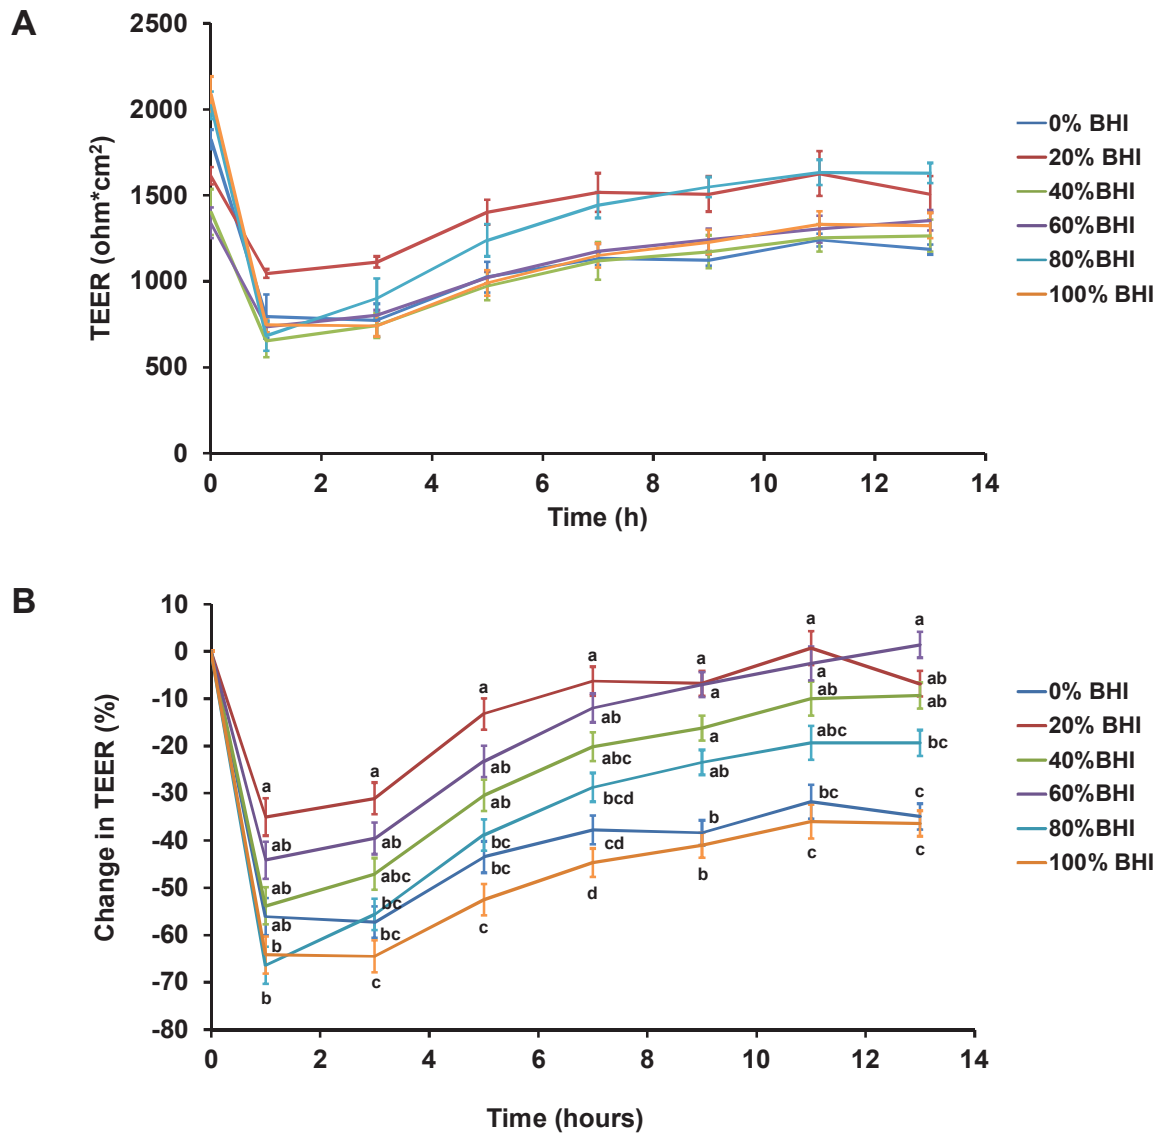 A
2500
2000
1500
1000
500
0
TEER (ohm*cm2)
0 2 4 6 8 10 12 14
Time (h)
0% BHI
20% BHI
40%BHI
60%BHI
80%BHI
100% BHI
B
10
0
-10
-20
-30
-40
-50
-60
-70
-80
Change in TEER (%)
a
ab
ab
ab
b
b
a
ab
abc
bc
bc
c
a
ab
ab
bc
bc
c
a
ab
abc
bcd
cd
d
a
a
a
ab
b
b
a
a
ab
abc
bc
c
a
ab
ab
bc
c
c
0 2 4 6 8 10 12 14
Time (hours)
0% BHI
20% BHI
40%BHI
60%BHI
80%BHI
100% BHI